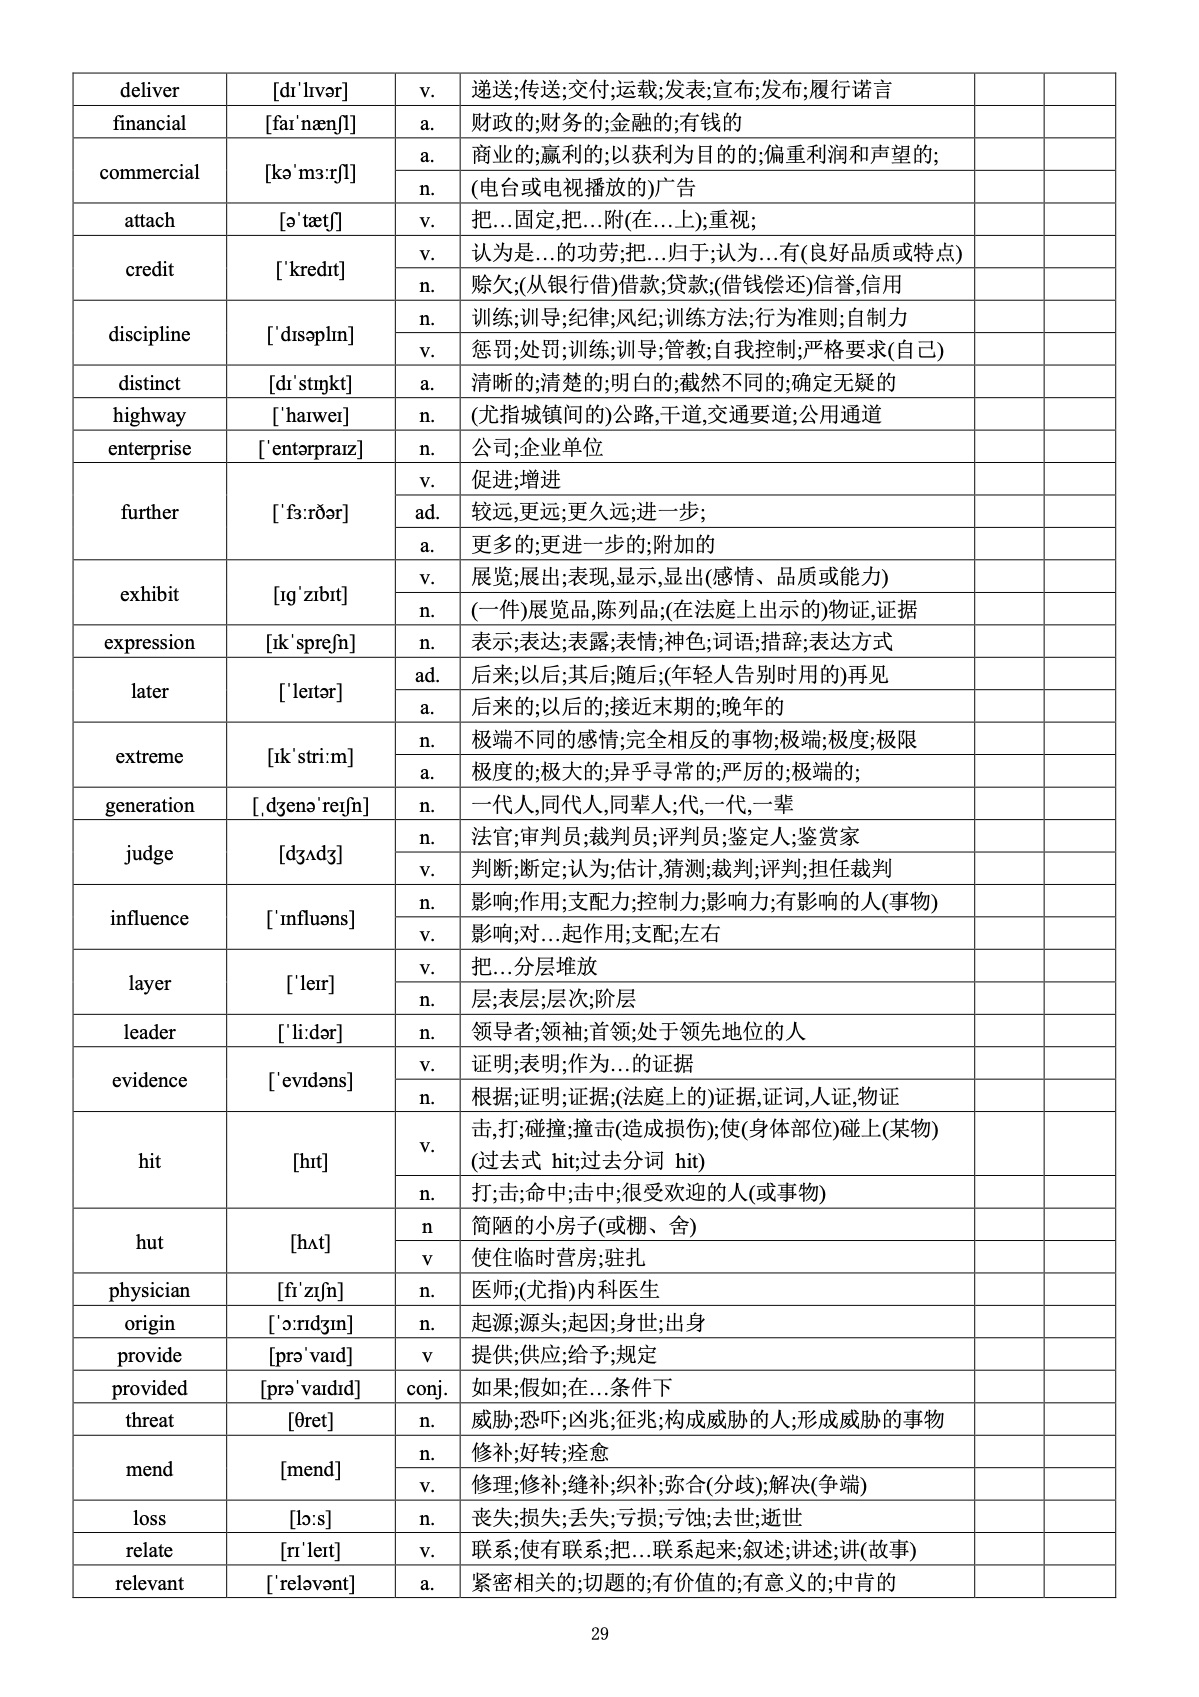 deliver [dɪˈlɪvər] v. 递送;传送;交付;运载;发表;宣布;发布;履行诺言
financial [faɪˈnænʃl] a. 财政的;财务的;金融的;有钱的
commercial [kəˈmɜːrʃl] a. 商业的;赢利的;以获利为目的的;偏重利润和声望的;
n. (电台或电视播放的)广告
attach [əˈtætʃ] v. 把…固定,把…附(在…上);重视;
credit [ˈkredɪt] v. 认为是…的功劳;把…归于;认为…有(良好品质或特点)
n. 赊欠;(从银行借)借款;贷款;(借钱偿还)信誉,信用
discipline [ˈdɪsəplɪn] n. 训练;训导;纪律;风纪;训练方法;行为准则;自制力
v. 惩罚;处罚;训练;训导;管教;自我控制;严格要求(自己)
distinct [dɪˈstɪŋkt] a. 清晰的;清楚的;明白的;截然不同的;确定无疑的
highway [ˈhaɪweɪ] n. (尤指城镇间的)公路,干道,交通要道;公用通道
enterprise [ˈentərpraɪz] n. 公司;企业单位
further [ˈfɜːrðər] v. 促进;增进
ad. 较远,更远;更久远;进一步;
a. 更多的;更进一步的;附加的
exhibit [ɪɡˈzɪbɪt] v. 展览;展出;表现,显示,显出(感情、品质或能力)
n. (一件)展览品,陈列品;(在法庭上出示的)物证,证据
expression [ɪkˈspreʃn] n. 表示;表达;表露;表情;神色;词语;措辞;表达方式
later [ˈleɪtər] ad. 后来;以后;其后;随后;(年轻人告别时用的)再见
a. 后来的;以后的;接近末期的;晚年的
extreme [ɪkˈstriːm] n. 极端不同的感情;完全相反的事物;极端;极度;极限
a. 极度的;极大的;异乎寻常的;严厉的;极端的;
generation [ˌdʒenəˈreɪʃn] n. 一代人,同代人,同辈人;代,一代,一辈
judge [dʒʌdʒ] n. 法官;审判员;裁判员;评判员;鉴定人;鉴赏家
v. 判断;断定;认为;估计,猜测;裁判;评判;担任裁判
influence [ˈɪnfluəns] n. 影响;作用;支配力;控制力;影响力;有影响的人(事物)
v. 影响;对…起作用;支配;左右
layer [ˈleɪr] v. 把…分层堆放
n. 层;表层;层次;阶层
leader [ˈliːdər] n. 领导者;领袖;首领;处于领先地位的人
evidence [ˈevɪdəns] v. 证明;表明;作为…的证据
n. 根据;证明;证据;(法庭上的)证据,证词,人证,物证
hit [hɪt] v. 击,打;碰撞;撞击(造成损伤);使(身体部位)碰上(某物)
(过去式 hit;过去分词 hit)
n. 打;击;命中;击中;很受欢迎的人(或事物)
hut [hʌt] n 简陋的小房子(或棚、舍)
v 使住临时营房;驻扎
physician [fɪˈzɪʃn] n. 医师;(尤指)内科医生
origin [ˈɔːrɪdʒɪn] n. 起源;源头;起因;身世;出身
provide [prəˈvaɪd] v 提供;供应;给予;规定
provided [prəˈvaɪdɪd] conj. 如果;假如;在…条件下
threat [θret] n. 威胁;恐吓;凶兆;征兆;构成威胁的人;形成威胁的事物
mend [mend] n. 修补;好转;痊愈
v. 修理;修补;缝补;织补;弥合(分歧);解决(争端)
loss [lɔːs] n. 丧失;损失;丢失;亏损;亏蚀;去世;逝世
relate [rɪˈleɪt] v. 联系;使有联系;把…联系起来;叙述;讲述;讲(故事)
relevant [ˈreləvənt] a. 紧密相关的;切题的;有价值的;有意义的;中肯的
29